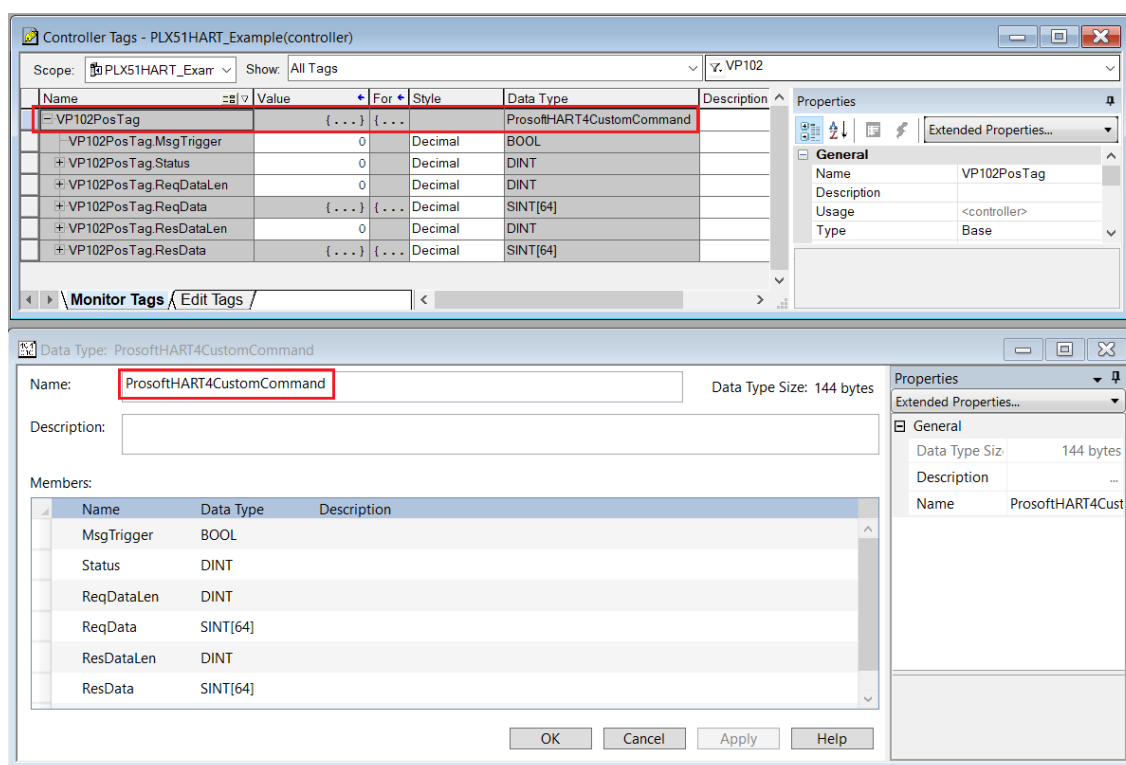 Controller Tags - PLX51HART_Example(controller)
Scope: PLX51HART_Exam Show: All Tags VP102
Name Value For Style Data Type Description
VP102PosTag {...} {... ProsoftHART4CustomCommand
VP102PosTag.MsgTrigger 0 Decimal BOOL
VP102PosTag.Status 0 Decimal DINT
VP102PosTag.ReqDataLen 0 Decimal DINT
VP102PosTag.ReqData {...} {... Decimal SINT[64]
VP102PosTag.ResDataLen 0 Decimal DINT
VP102PosTag.ResData {...} {... Decimal SINT[64]
Monitor Tags Edit Tags
Properties
Extended Properties...
General
Name VP102PosTag
Description
Usage <controller>
Type Base
Data Type: ProsoftHART4CustomCommand
Name: ProsoftHART4CustomCommand Data Type Size: 144 bytes
Description:
Members:
Name Data Type Description
MsgTrigger BOOL
Status DINT
ReqDataLen DINT
ReqData SINT[64]
ResDataLen DINT
ResData SINT[64]
OK Cancel Apply Help
Properties
Extended Properties...
General
Data Type Siz 144 bytes
Description ...
Name ProsoftHART4Cust